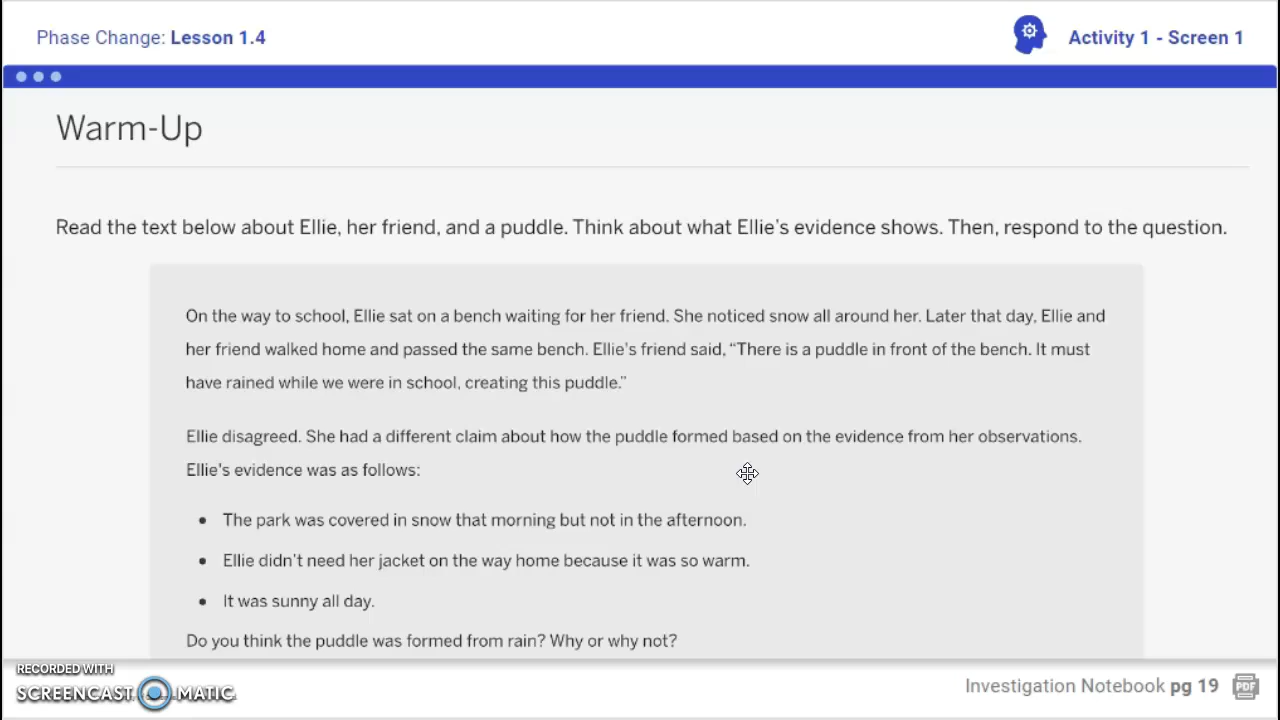 Phase Change: Lesson 1.4
Activity 1 - Screen 1
Warm-Up
Read the text below about Ellie, her friend, and a puddle. Think about what Ellie's evidence shows. Then, respond to the question.
On the way to school, Ellie sat on a bench waiting for her friend. She noticed snow all around her. Later that day, Ellie and
her friend walked home and passed the same bench. Ellie's friend said, “There is a puddle in front of the bench. It must
have rained while we were in school, creating this puddle.”
Ellie disagreed. She had a different claim about how the puddle formed based on the evidence from her observations.
Ellie's evidence was as follows:
• The park was covered in snow that morning but not in the afternoon.
• Ellie didn't need her jacket on the way home because it was so warm.
• It was sunny all day.
Do you think the puddle was formed from rain? Why or why not?
RECORDED WITH
SCREENCAST MATIC
Investigation Notebook pg 19
PDF